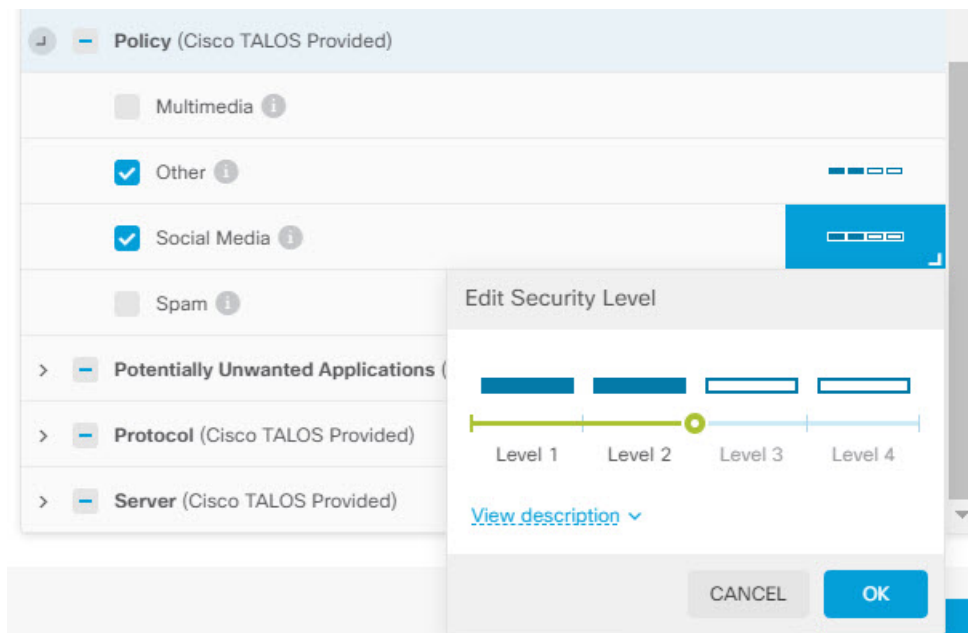 Policy (Cisco TALOS Provided)
Multimedia
Other
Social Media
Spam
Edit Security Level
Potentially Unwanted Applications (
Level 1 Level 2 Level 3 Level 4
Protocol (Cisco TALOS Provided)
Server (Cisco TALOS Provided)
View description
CANCEL OK